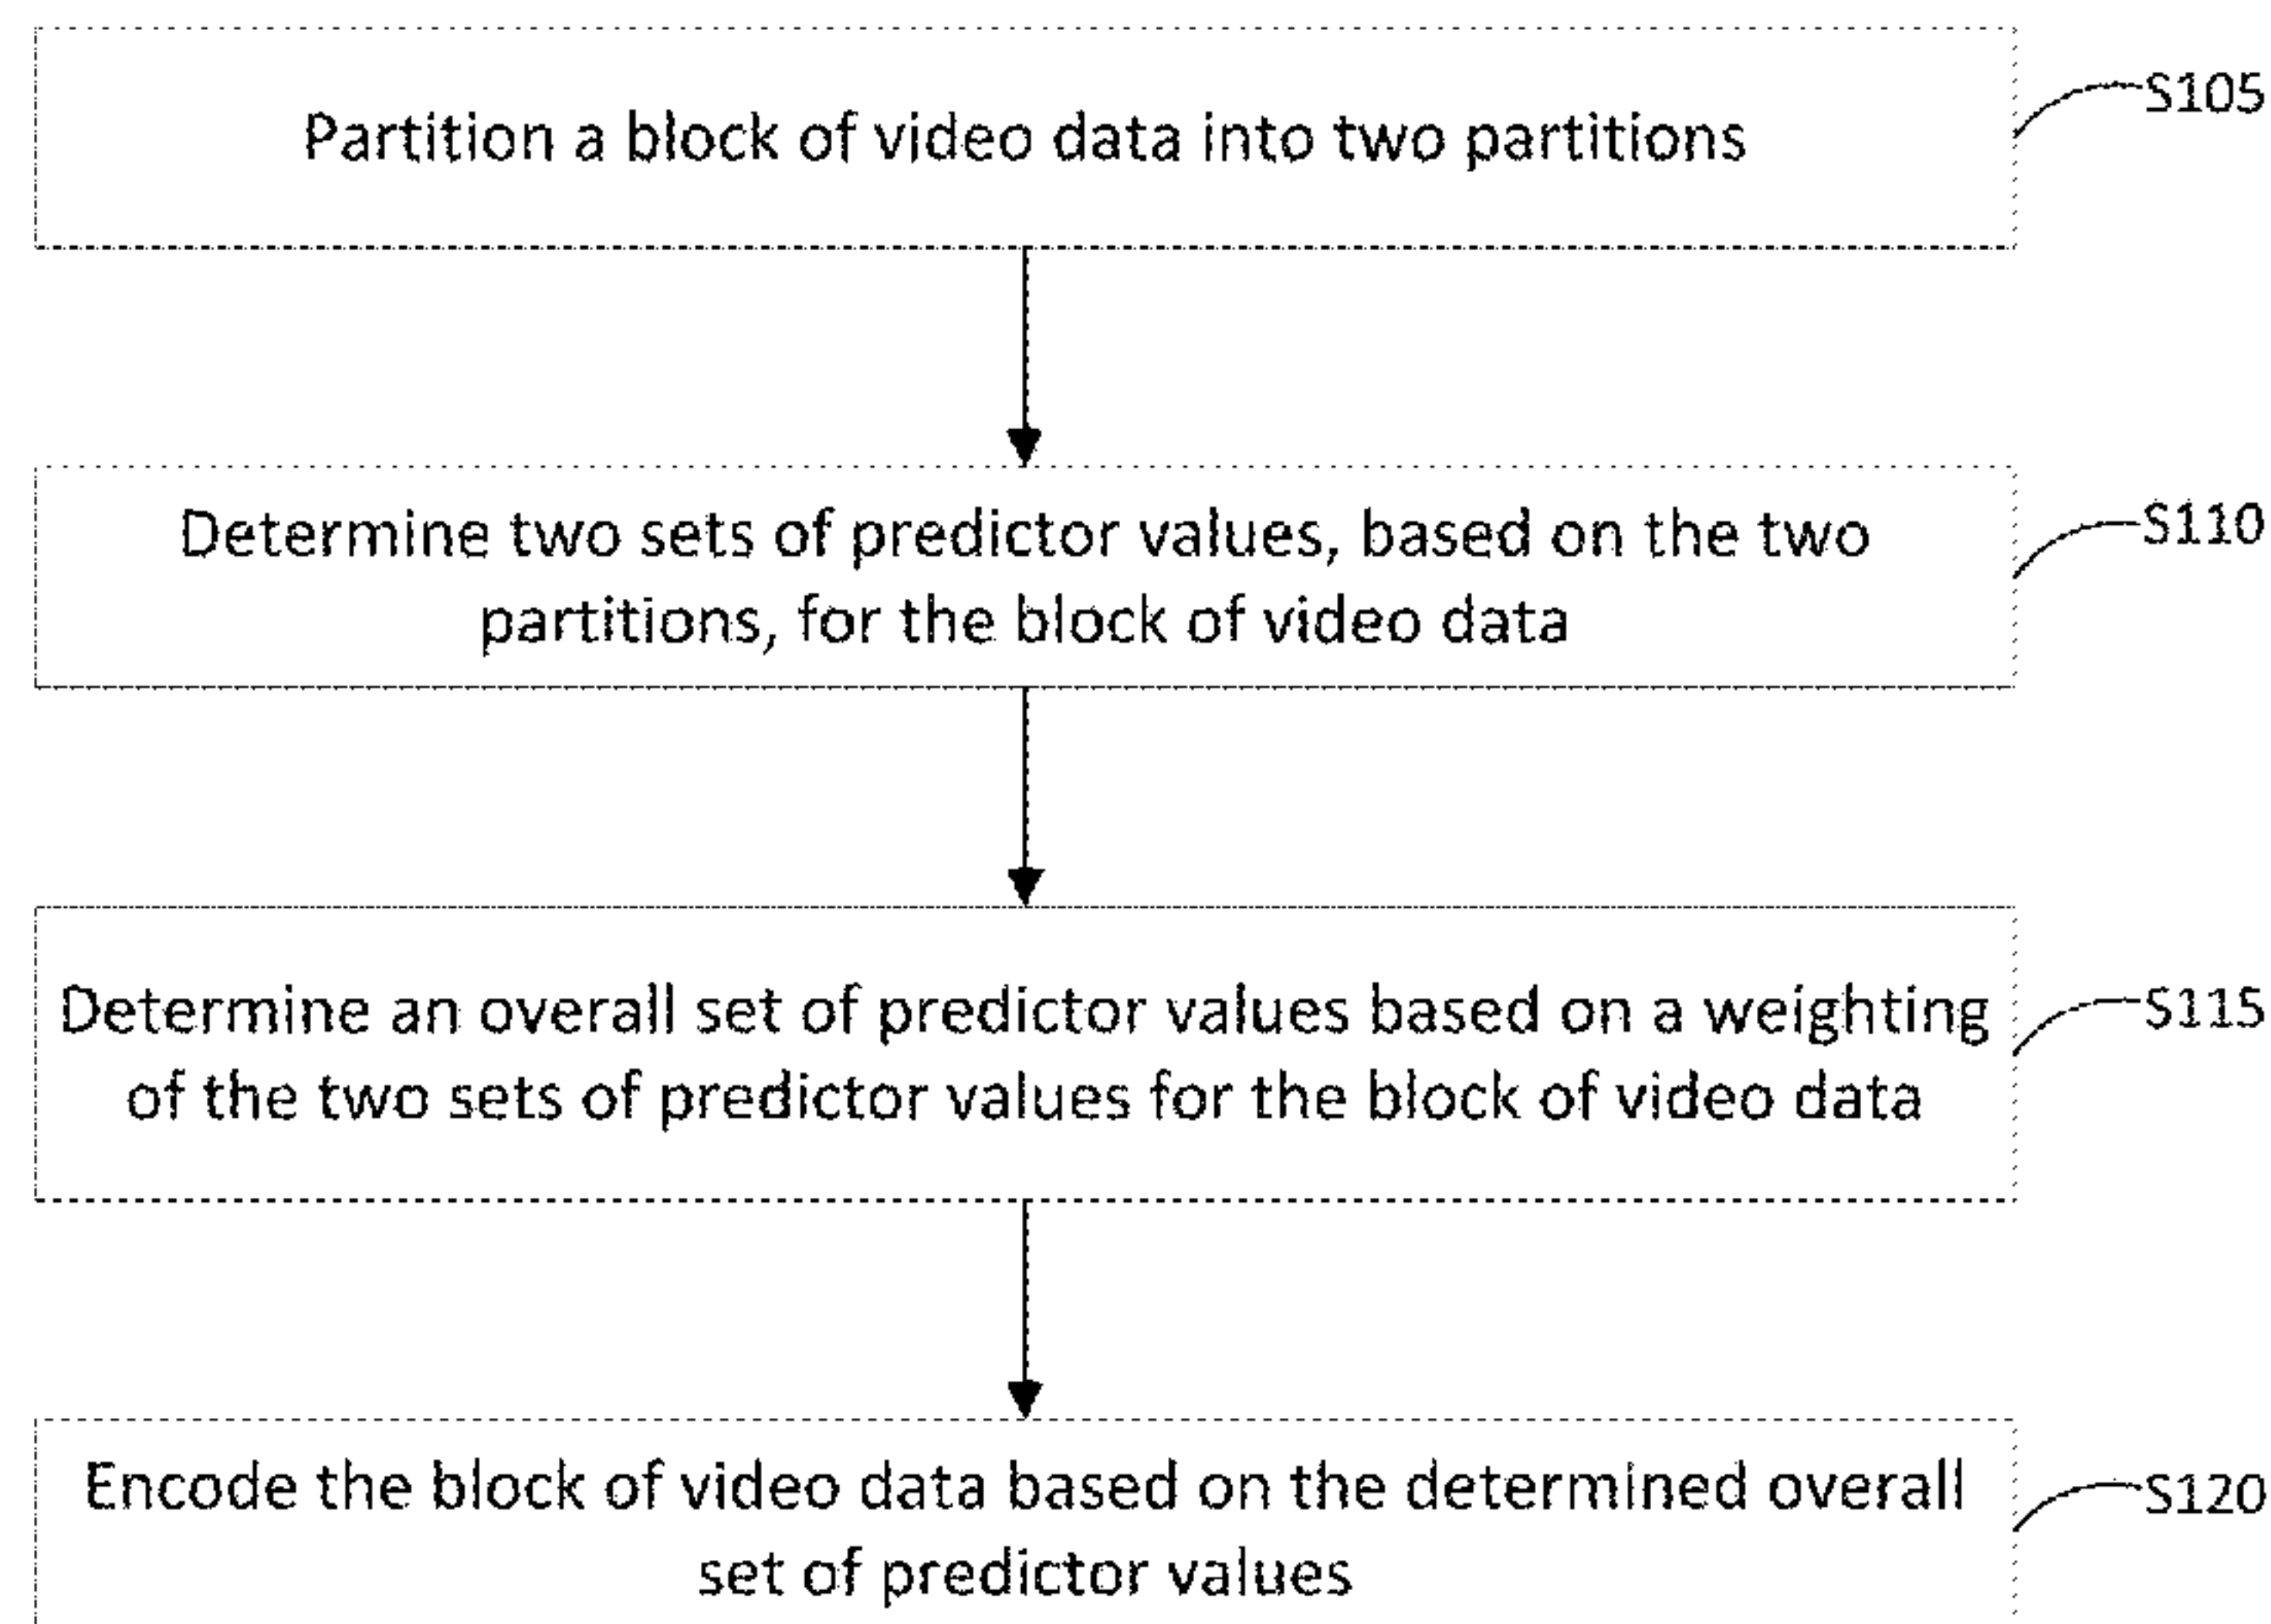 Partition a block of video data into two partitions
S105
Determine two sets of predictor values, based on the two
partitions, for the block of video data
S110
Determine an overall set of predictor values based on a weighting
of the two sets of predictor values for the block of video data
S115
Encode the block of video data based on the determined overall
set of predictor values
S120